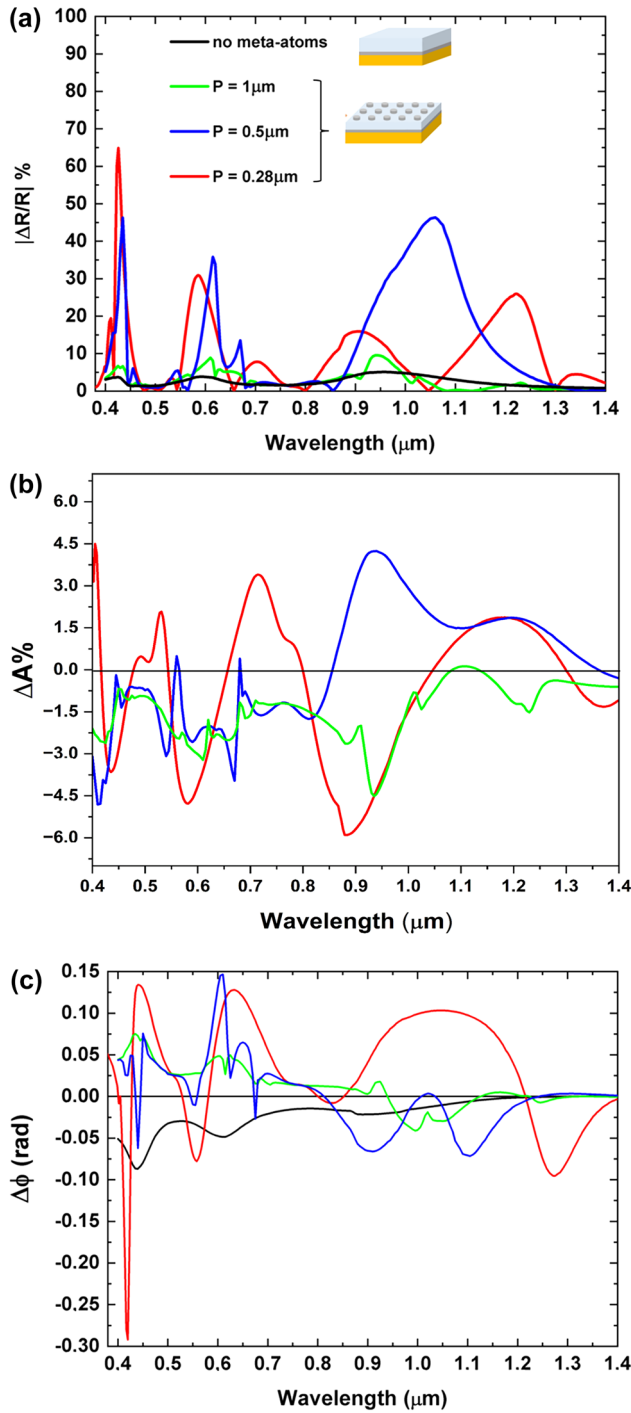 (a)
100
90
80
70
60
50
40
30
20
10
0
|ΔR/R| %
no meta-atoms
P = 1μm
P = 0.5μm
P = 0.28μm
0.4 0.5 0.6 0.7 0.8 0.9 1.0 1.1 1.2 1.3 1.4
Wavelength (μm)
(b)
6.0
4.5
3.0
1.5
0.0
−1.5
−3.0
−4.5
−6.0
ΔA%
0.4 0.5 0.6 0.7 0.8 0.9 1.0 1.1 1.2 1.3 1.4
Wavelength (μm)
(c)
0.15
0.10
0.05
0.00
-0.05
-0.10
-0.15
-0.20
-0.25
-0.30
Δϕ (rad)
0.4 0.5 0.6 0.7 0.8 0.9 1.0 1.1 1.2 1.3 1.4
Wavelength (μm)